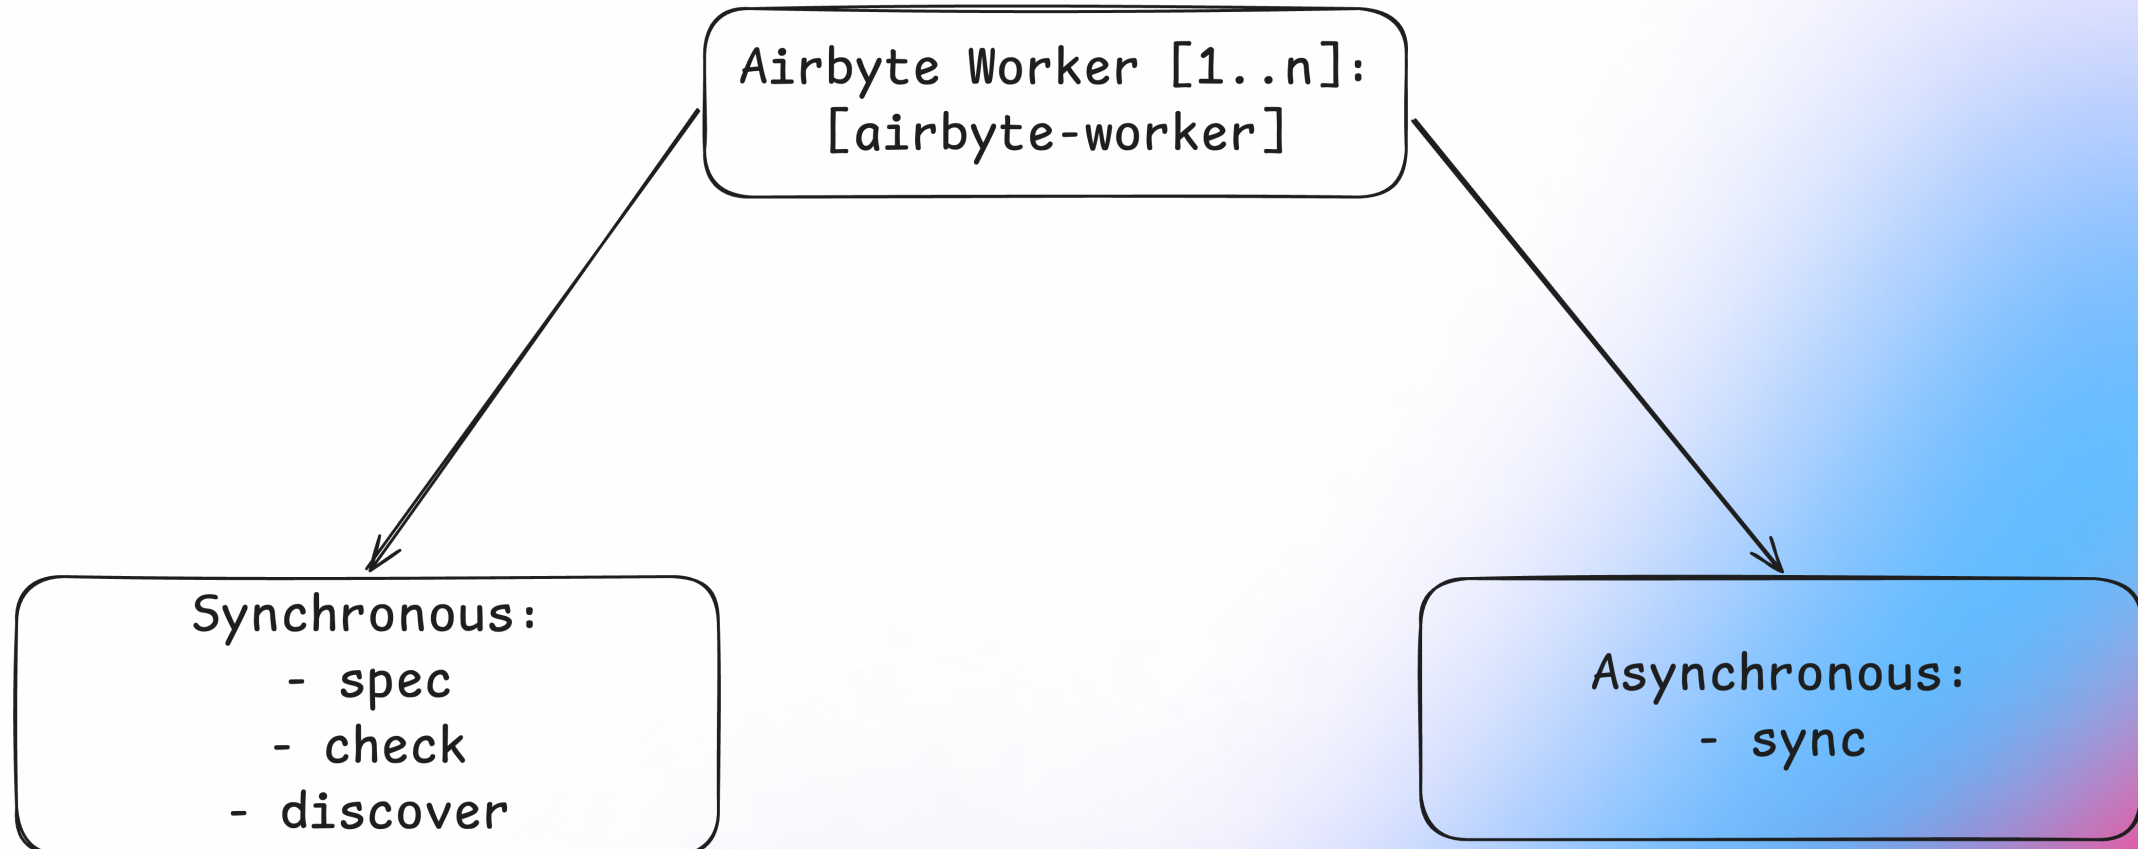 Airbyte Worker [1..n]:
[airbyte-worker]
Synchronous:
- spec
- check
- discover
Asynchronous:
- sync